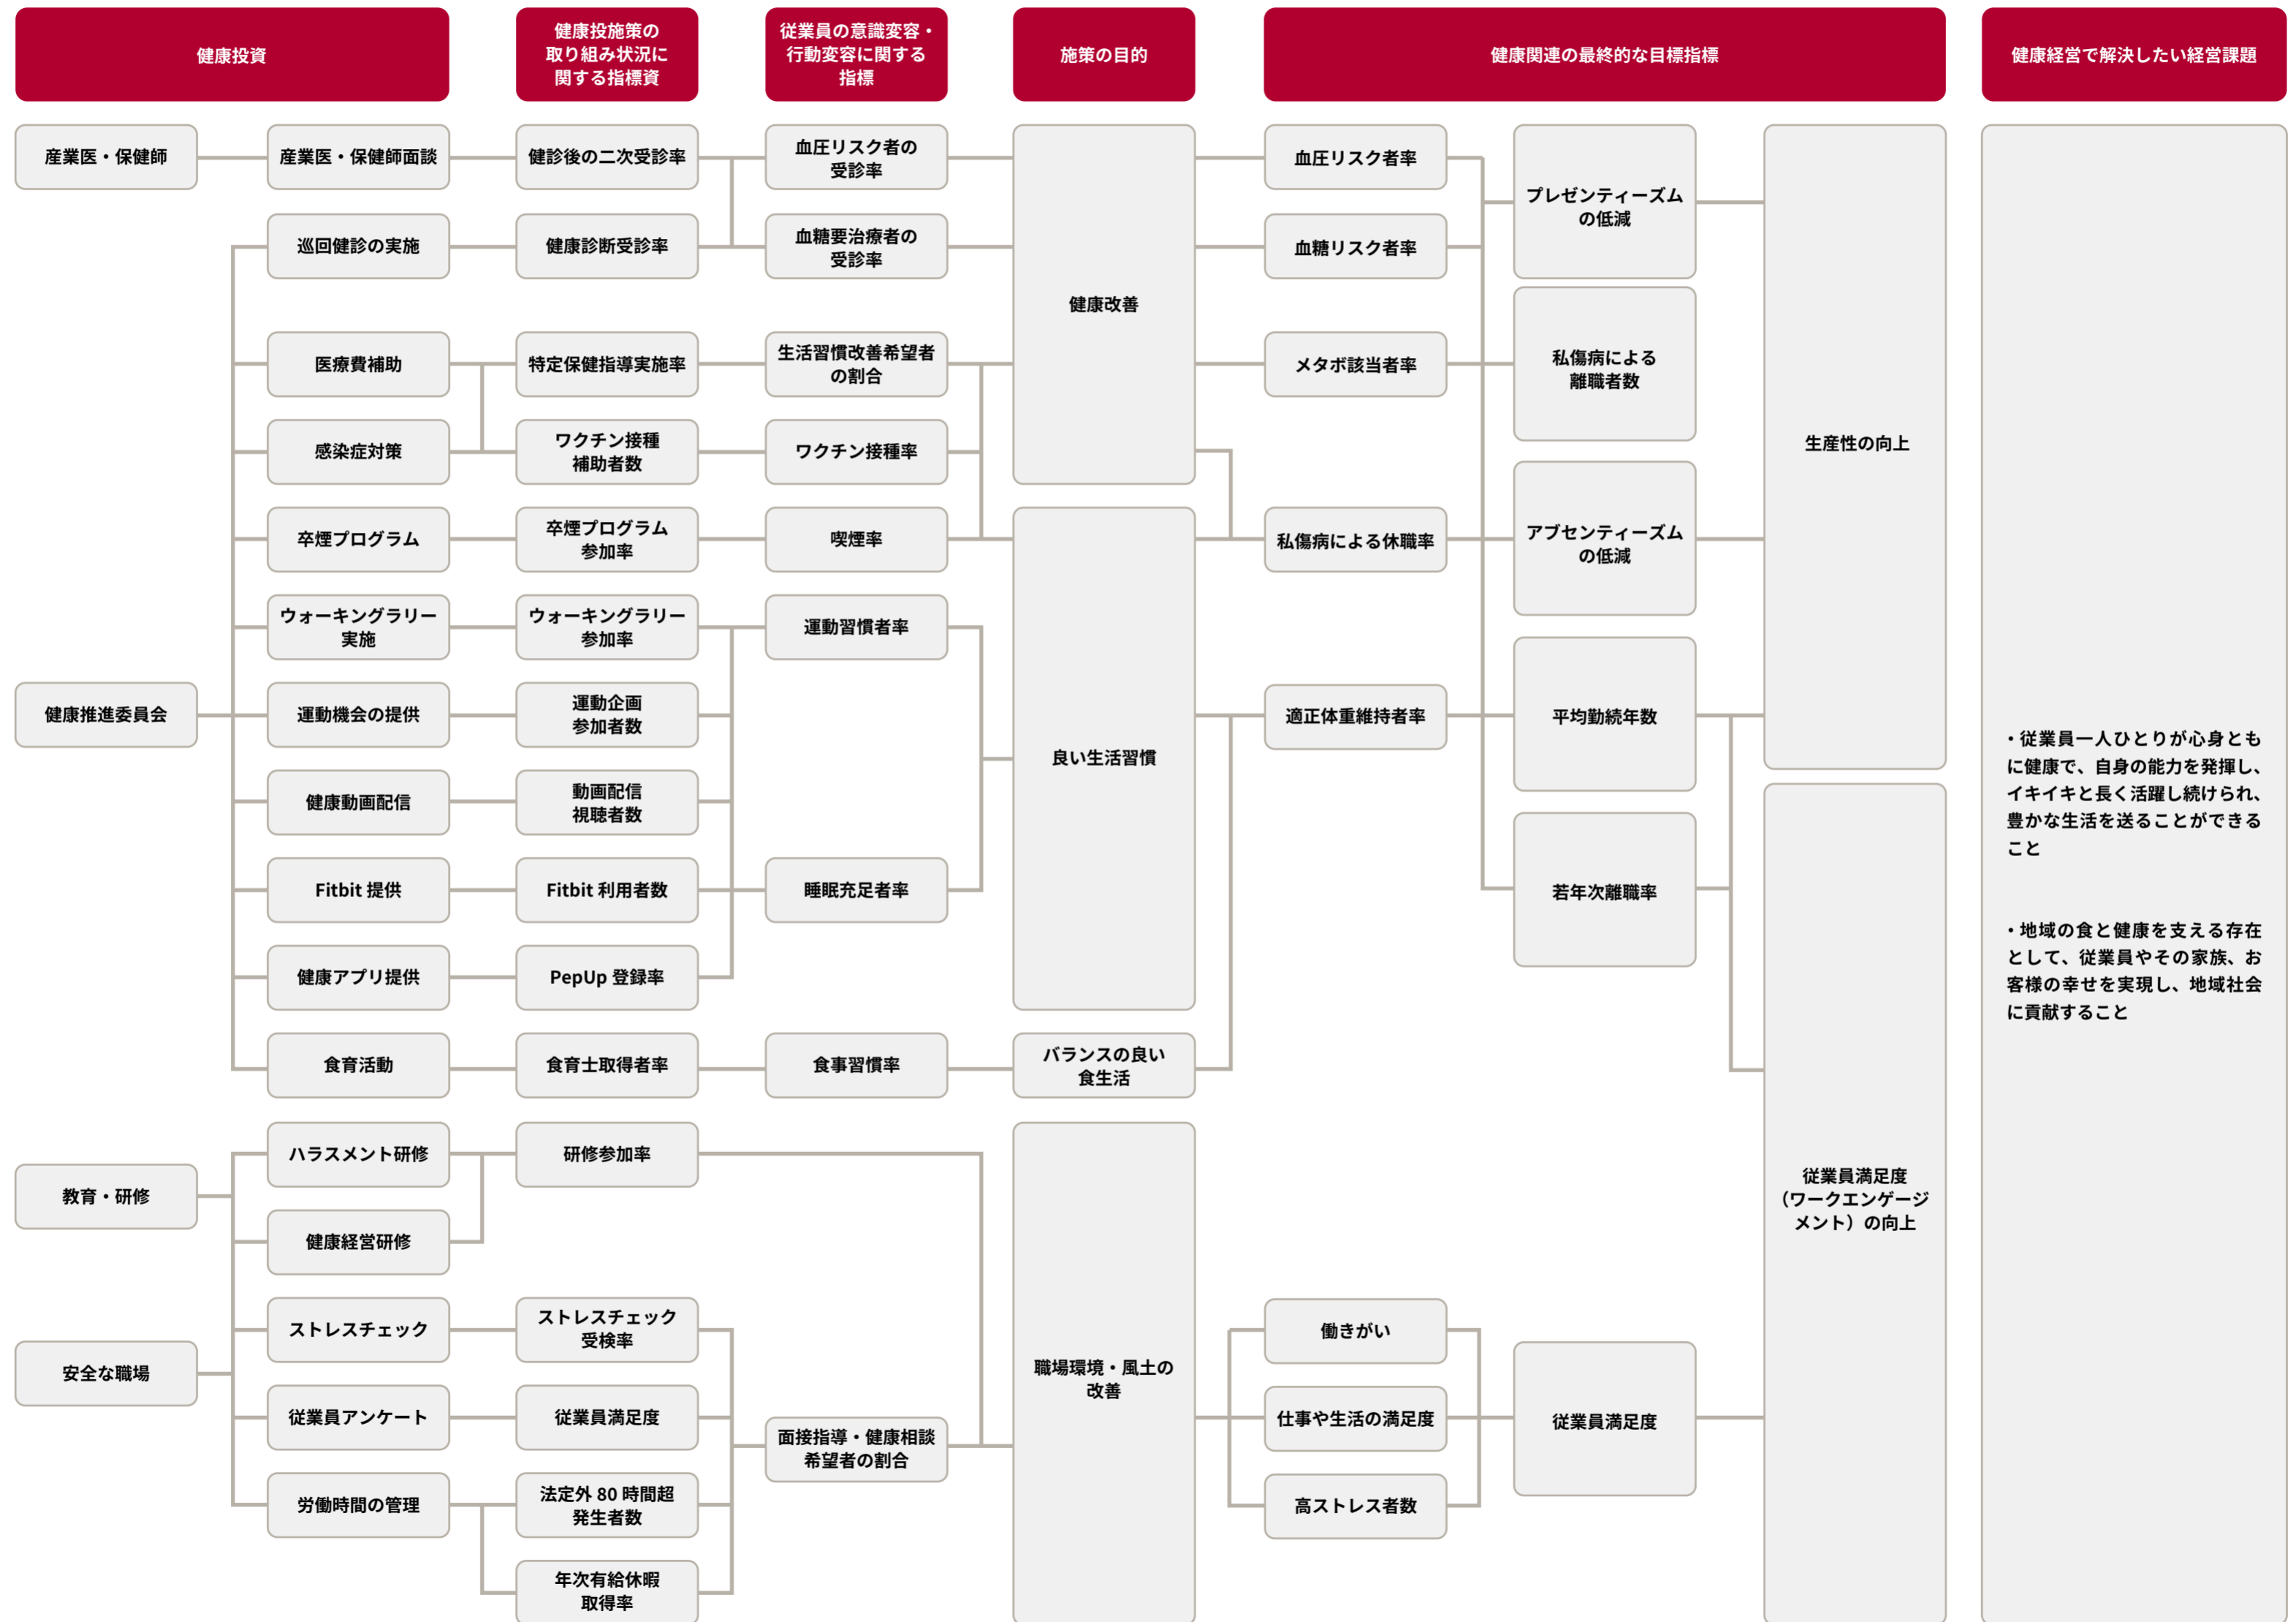 健康投資
健康投施策の
取り組み状況に
関する指標資
従業員の意識変容・
行動変容に関する
指標
施策の目的
健康関連の最終的な目標指標
健康経営で解決したい経営課題
産業医・保健師
産業医・保健師面談
健診後の二次受診率
血圧リスク者の
受診率
血圧リスク者率
プレゼンティーズム
の低減
巡回健診の実施
健康診断受診率
血糖要治療者の
受診率
血糖リスク者率
健康改善
医療費補助
特定保健指導実施率
生活習慣改善希望者
の割合
メタボ該当者率
私傷病による
離職者数
感染症対策
ワクチン接種
補助者数
ワクチン接種率
生産性の向上
卒煙プログラム
卒煙プログラム
参加率
喫煙率
私傷病による休職率
アブセンティーズム
の低減
ウォーキングラリー
実施
ウォーキングラリー
参加率
運動習慣者率
健康推進委員会
運動機会の提供
運動企画
参加者数
良い生活習慣
適正体重維持者率
平均勤続年数
健康動画配信
動画配信
視聴者数
Fitbit 提供
Fitbit 利用者数
睡眠充足者率
若年次離職率
健康アプリ提供
PepUp 登録率
食育活動
食育士取得者率
食事習慣率
バランスの良い
食生活
・従業員一人ひとりが心身とも
に健康で、自身の能力を発揮し、
イキイキと長く活躍し続けられ、
豊かな生活を送ることができる
こと
・地域の食と健康を支える存在
として、従業員やその家族、お
客様の幸せを実現し、地域社会
に貢献すること
教育・研修
ハラスメント研修
研修参加率
健康経営研修
従業員満足度
（ワークエンゲージ
メント）の向上
安全な職場
ストレスチェック
ストレスチェック
受検率
職場環境・風土の
改善
働きがい
従業員アンケート
従業員満足度
面接指導・健康相談
希望者の割合
仕事や生活の満足度
従業員満足度
労働時間の管理
法定外 80 時間超
発生者数
高ストレス者数
年次有給休暇
取得率